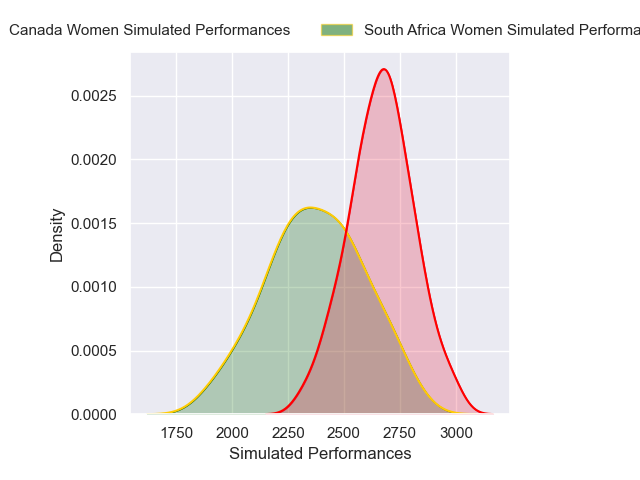 Canada Women Simulated Performances South Africa Women Simulated Performa
0.0025
0.0020
0.0015
0.0010
0.0005
0.0000
Density
1750 2000 2250 2500 2750 3000
Simulated Performances